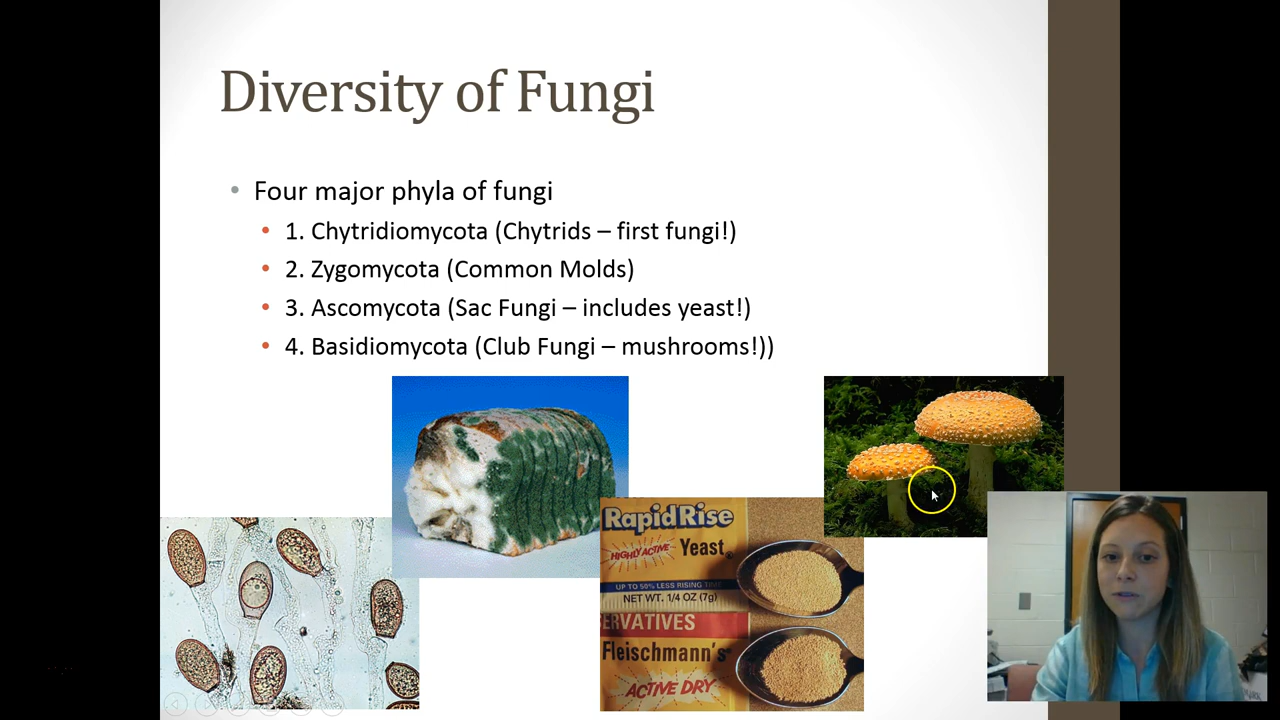 Diversity of Fungi
• Four major phyla of fungi
• 1. Chytridiomycota (Chytrids – first fungi!)
• 2. Zygomycota (Common Molds)
• 3. Ascomycota (Sac Fungi – includes yeast!)
• 4. Basidiomycota (Club Fungi – mushrooms!))
RapidRise
HIGHLY ACTIVE Yeast
UP TO 50% LESS RISING TIME
NET WT. 1/4 OZ (7g)
ERVATIVES
Fleischmann's
ACTIVE DRY